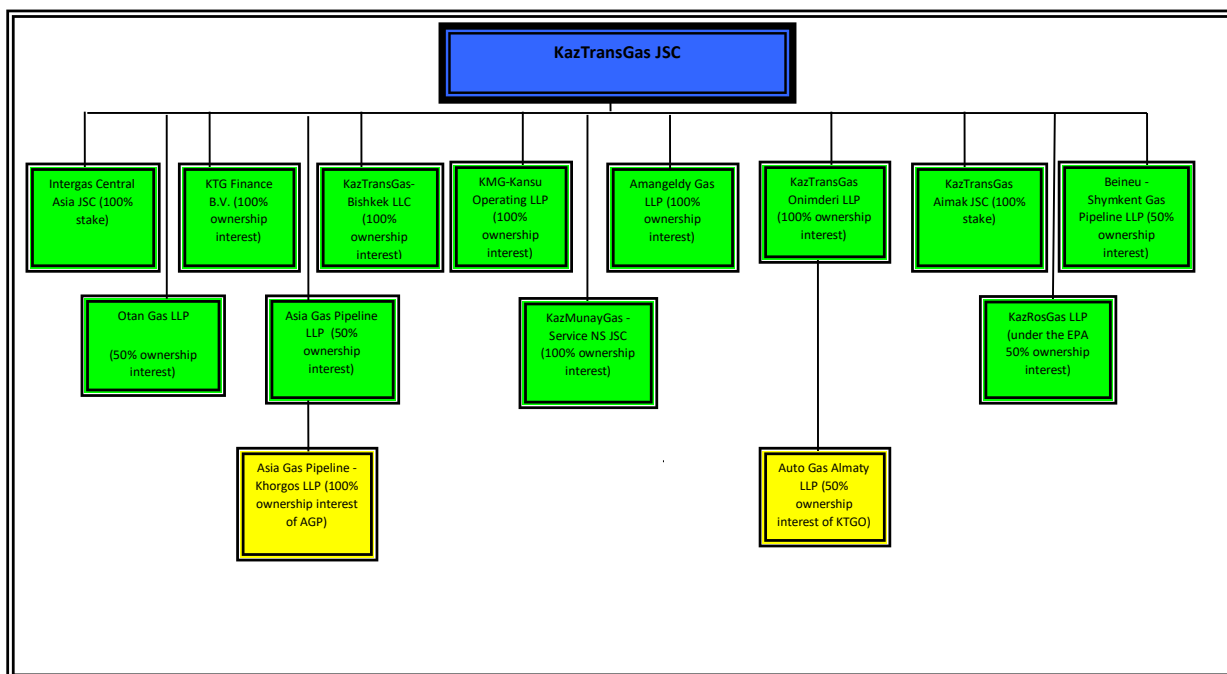 KazTransGas JSC
Intergas Central
Asia JSC (100%
stake)
KTG Finance
B.V. (100%
ownership
interest)
KazTransGas-
Bishkek LLC
(100%
ownership
interest)
KMG-Kansu
Operating LLP
(100%
ownership
interest)
Amangeldy Gas
LLP (100%
ownership
interest)
KazTransGas
Onimderi LLP
(100% ownership
interest)
KazTransGas
Aimak JSC (100%
stake)
Beineu -
Shymkent Gas
Pipeline LLP (50%
ownership
interest)
Otan Gas LLP
(50% ownership
interest)
Asia Gas Pipeline
LLP (50%
ownership
interest)
KazMunayGas -
Service NS JSC
(100% ownership
interest)
KazRosGas LLP
(under the EPA
50% ownership
interest)
Asia Gas Pipeline -
Khorgos LLP (100%
ownership interest
of AGP)
Auto Gas Almaty
LLP (50%
ownership
interest of KTGO)